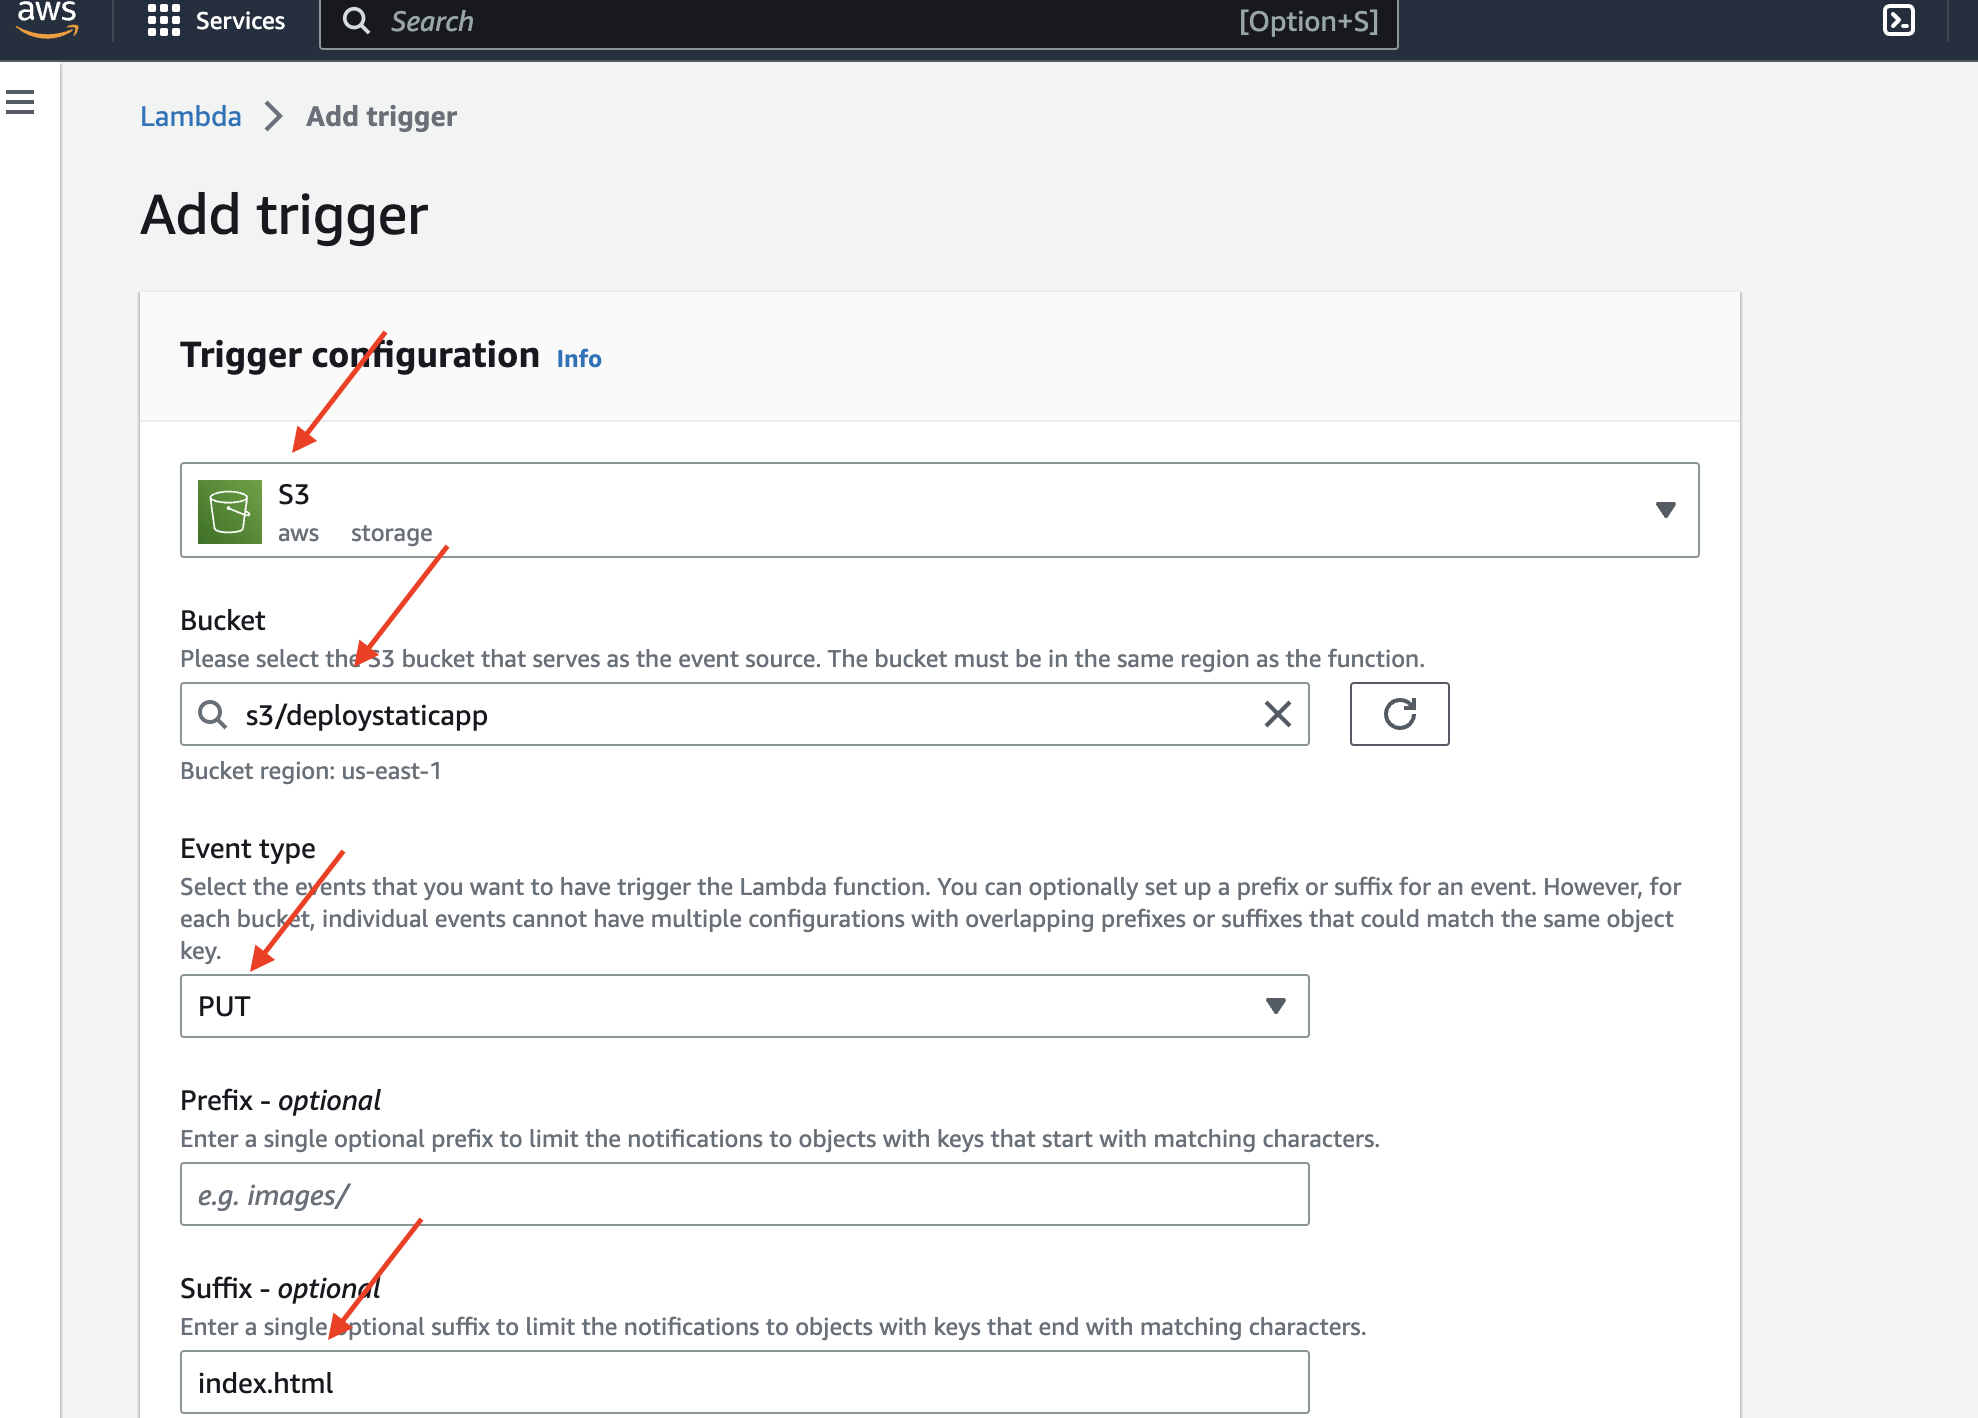 aws
Services
Search
[Option+S]
Lambda
Add trigger
Add trigger
Trigger configuration Info
S3
aws storage
Bucket
Please select the S3 bucket that serves as the event source. The bucket must be in the same region as the function.
s3/deploystaticapp
Bucket region: us-east-1
Event type
Select the events that you want to have trigger the Lambda function. You can optionally set up a prefix or suffix for an event. However, for
each bucket, individual events cannot have multiple configurations with overlapping prefixes or suffixes that could match the same object
key.
PUT
Prefix - optional
Enter a single optional prefix to limit the notifications to objects with keys that start with matching characters.
e.g. images/
Suffix - optional
Enter a single optional suffix to limit the notifications to objects with keys that end with matching characters.
index.html